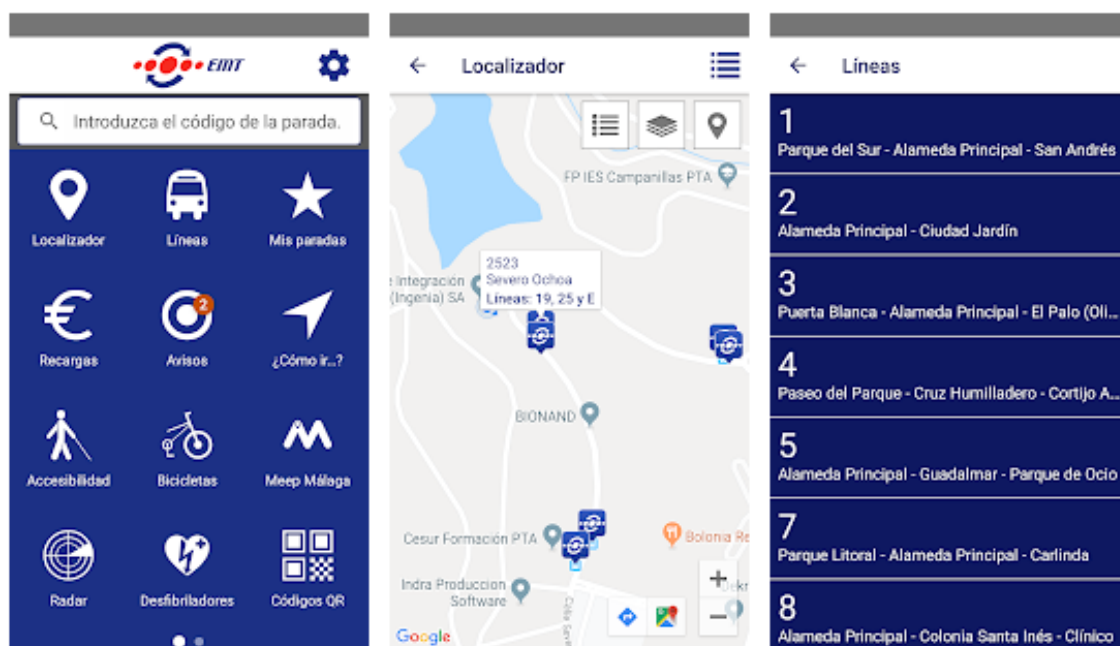 EMT
Introduzca el código de la parada.
Localizador
Líneas
Mis paradas
Recargas
2
Avisos
¿Cómo ir...?
Accesibilidad
Bicicletas
Meep Málaga
Radar
Desfibriladores
Códigos QR
Localizador
FP IES Campanillas PTA
Integración
(Ingenia) SA
2523
Severo Ochoa
Líneas: 19, 25 y E
BIONAND
Cesur Formación PTA
Bolonia Re
Indra Produccion
Software
Google
Líneas
1
Parque del Sur - Alameda Principal - San Andrés
2
Alameda Principal - Ciudad Jardín
3
Puerta Blanca - Alameda Principal - El Palo (Oli...
4
Paseo del Parque - Cruz Humilladero - Cortijo A...
5
Alameda Principal - Guadalmar - Parque de Ocio
7
Parque Litoral - Alameda Principal - Carlinda
8
Alameda Principal - Colonia Santa Inés - Clínico